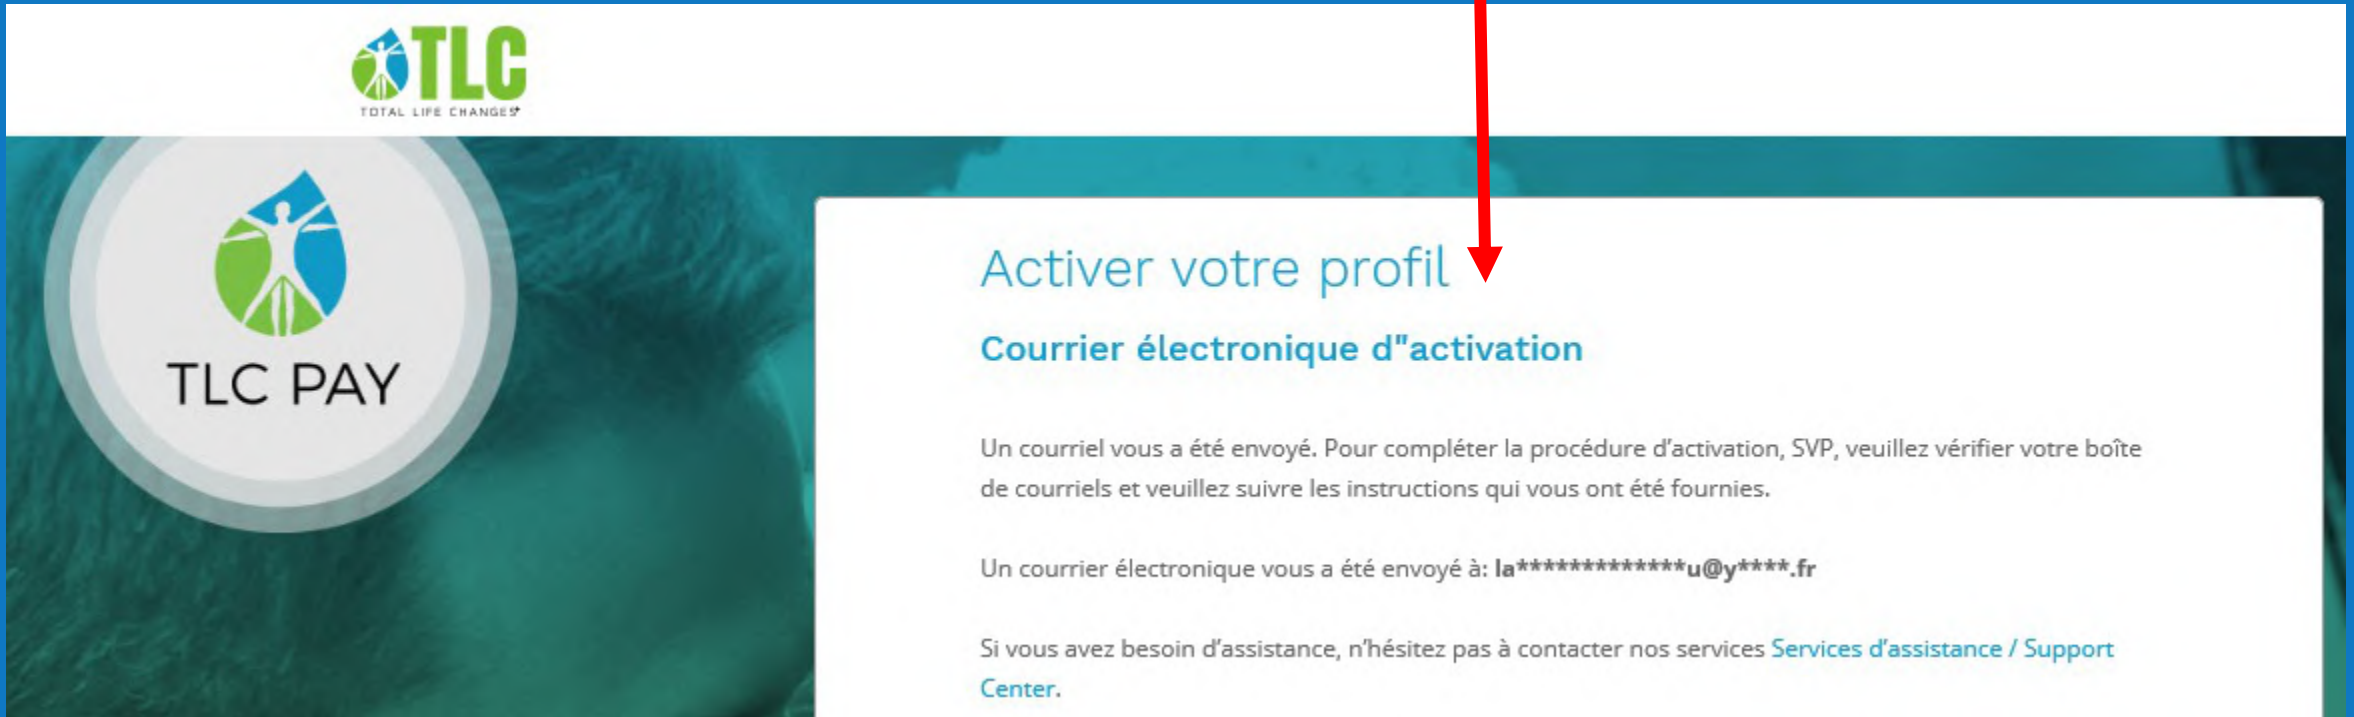 TLC
TOTAL LIFE CHANGES
TLC PAY
Activer votre profil
Courrier électronique d"activation
Un courriel vous a été envoyé. Pour compléter la procédure d'activation, SVP, veuillez vérifier votre boîte
de courriels et veuillez suivre les instructions qui vous ont été fournies.
Un courrier électronique vous a été envoyé à: la*************u@y****.fr
Si vous avez besoin d'assistance, n'hésitez pas à contacter nos services Services d'assistance / Support
Center.